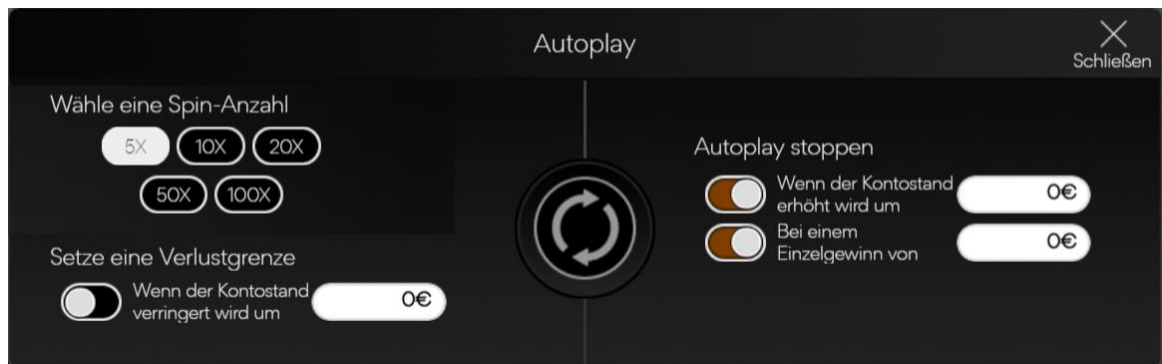 Autoplay
Schließen
Wähle eine Spin-Anzahl
5X 10X 20X
50X 100X
Setze eine Verlustgrenze
Wenn der Kontostand
verringert wird um
0€
Autoplay stoppen
Wenn der Kontostand
erhöht wird um
0€
Bei einem
Einzelgewinn von
0€